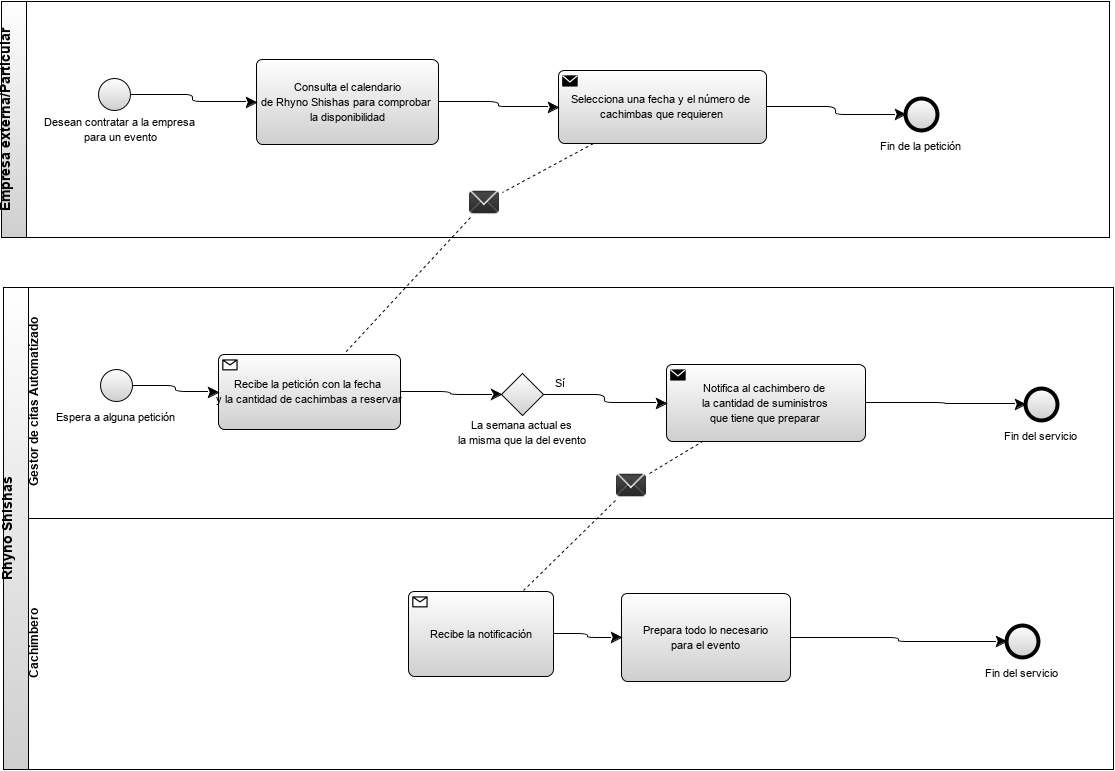 Empresa externa/Particular
Desean contratar a la empresa
para un evento
Consulta el calendario
de Rhyno Shishas para comprobar
la disponibilidad
Selecciona una fecha y el número de
cachimbas que requieren
Fin de la petición
Rhyno Shishas
Gestor de citas Automatizado
Espera a alguna petición
Recibe la petición con la fecha
y la cantidad de cachimbas a reservar
La semana actual es
la misma que la del evento
Sí
Notifica al cachimbero de
la cantidad de suministros
que tiene que preparar
Fin del servicio
Cachimbero
Recibe la notificación
Prepara todo lo necesario
para el evento
Fin del servicio